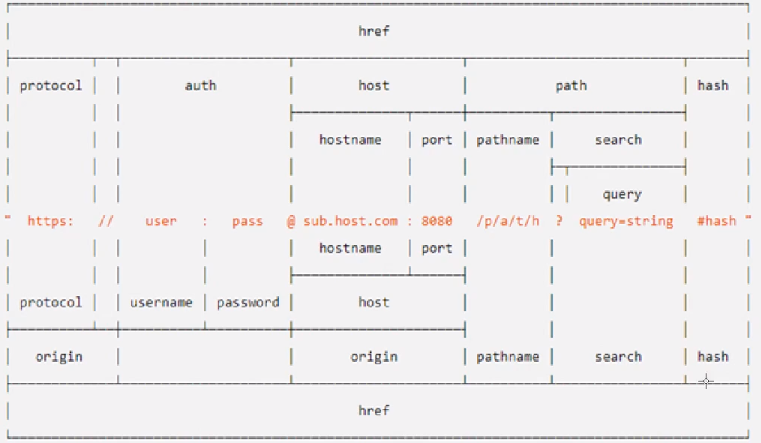 href
protocol auth host path hash
hostname port pathname search
query
" https: // user : pass @ sub.host.com : 8080 /p/a/t/h ? query=string #hash "
hostname port
protocol username password host
origin origin pathname search hash
href